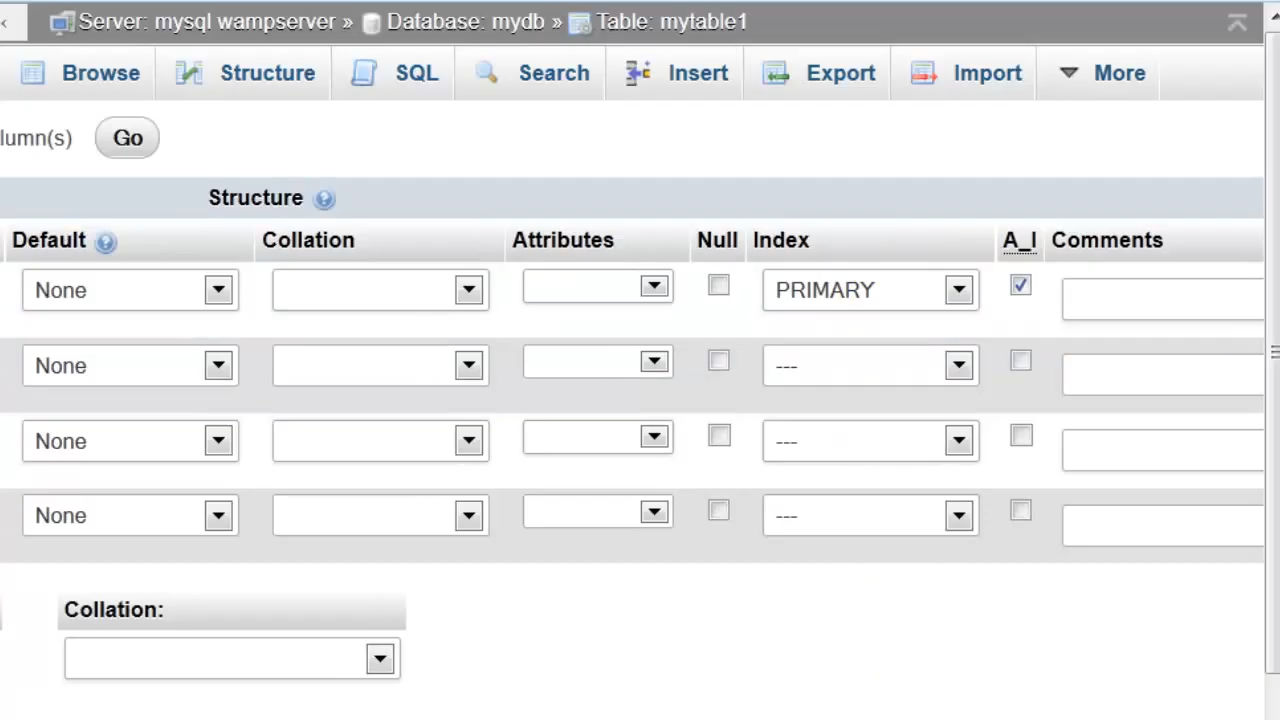 Server: mysql wampserver » Database: mydb » Table: mytable1
Browse Structure SQL Search Insert Export Import More
lumn(s) Go
Structure
Default Collation Attributes Null Index A_I Comments
None PRIMARY
None ---
None ---
None ---
Collation: